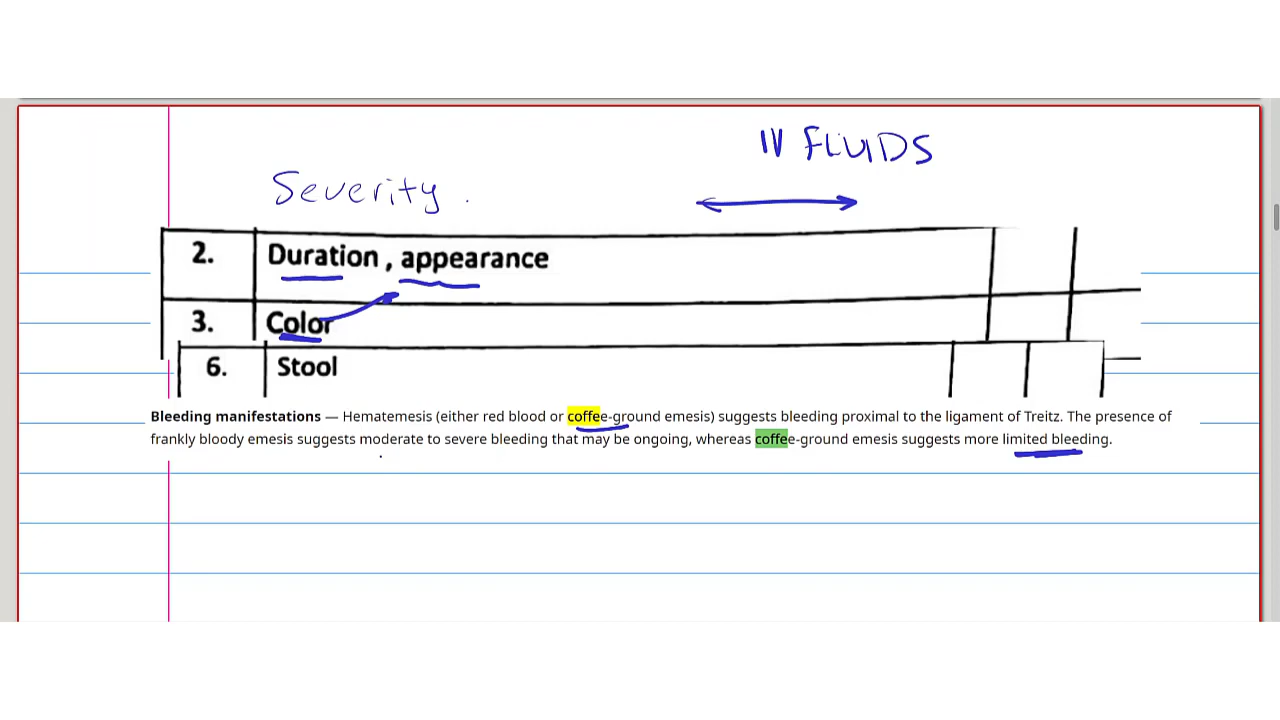 IV FLUIDS
Severity.
2. Duration , appearance
3. Color
6. Stool
Bleeding manifestations — Hematemesis (either red blood or coffee-ground emesis) suggests bleeding proximal to the ligament of Treitz. The presence of
frankly bloody emesis suggests moderate to severe bleeding that may be ongoing, whereas coffee-ground emesis suggests more limited bleeding.